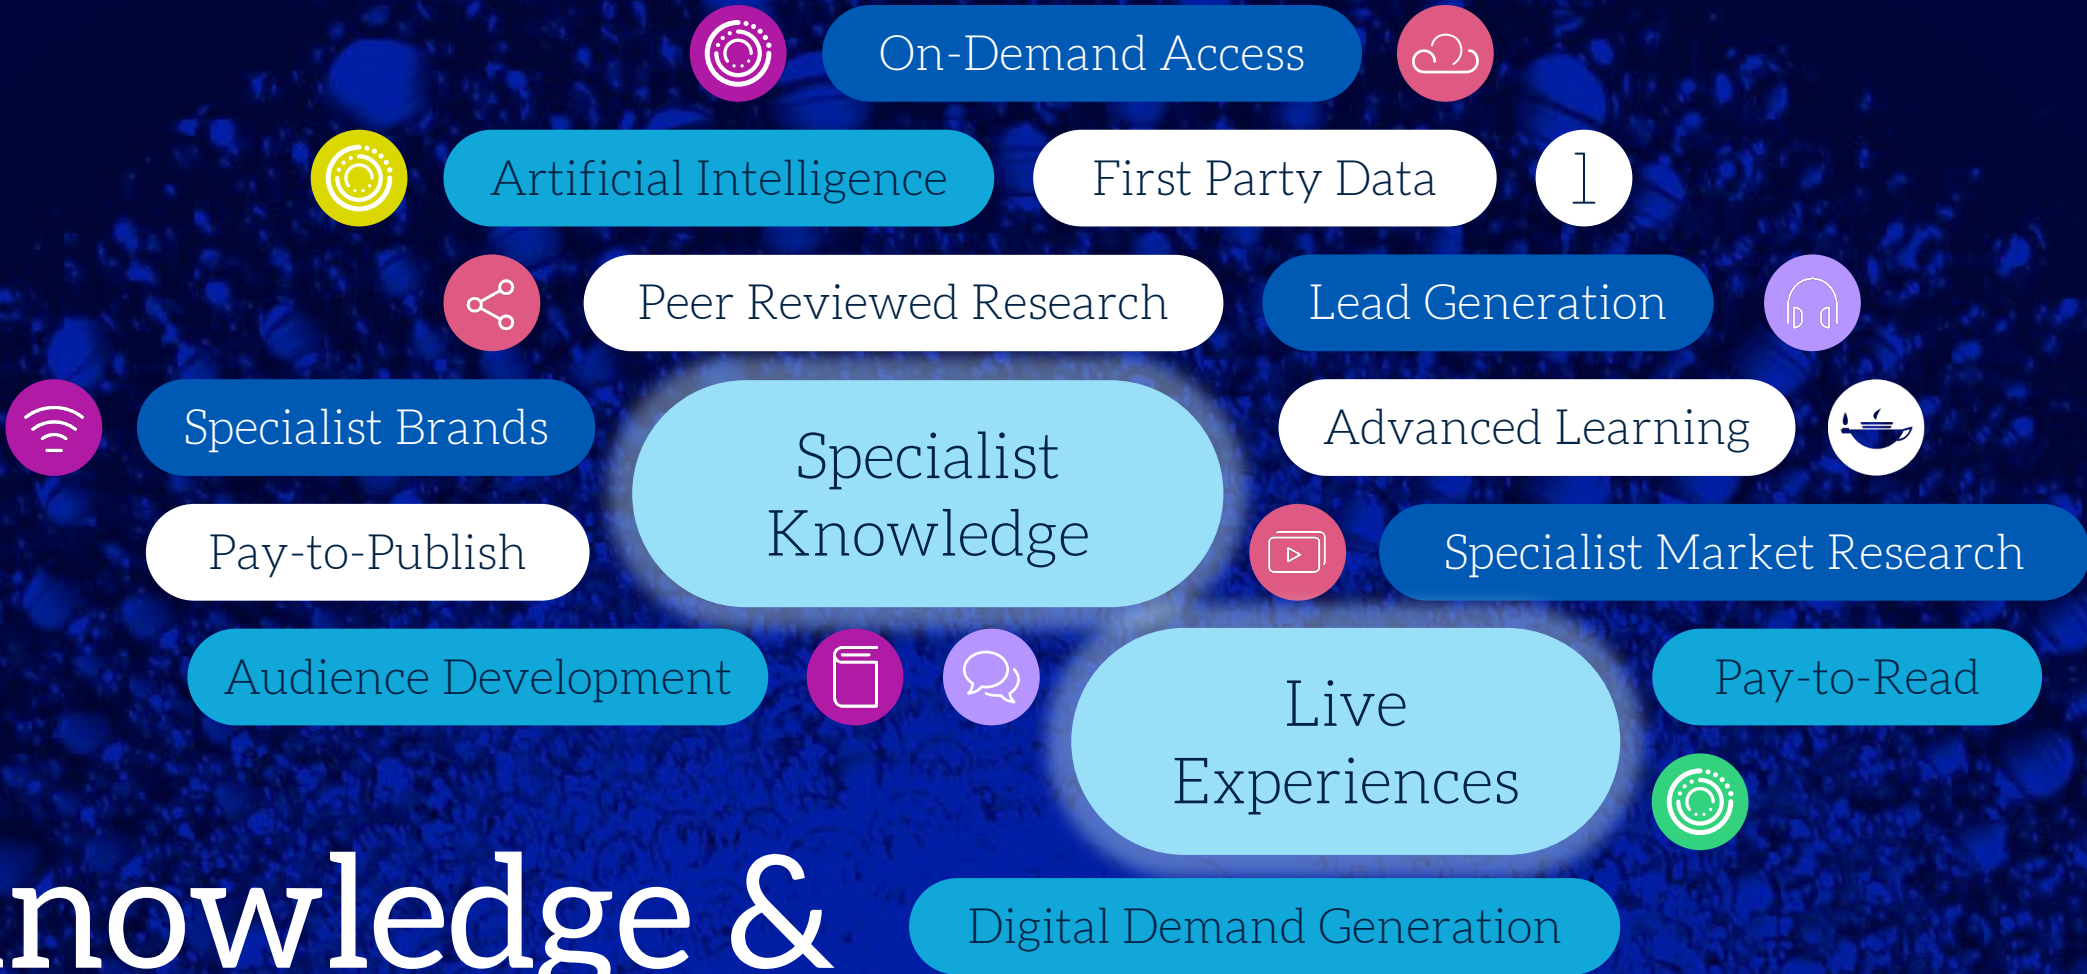 On-Demand Access
Artificial Intelligence
First Party Data
1
Peer Reviewed Research
Lead Generation
Specialist Brands
Specialist
Knowledge
Advanced Learning
Pay-to-Publish
Specialist Market Research
Audience Development
Live
Experiences
Pay-to-Read
nowledge &
Digital Demand Generation